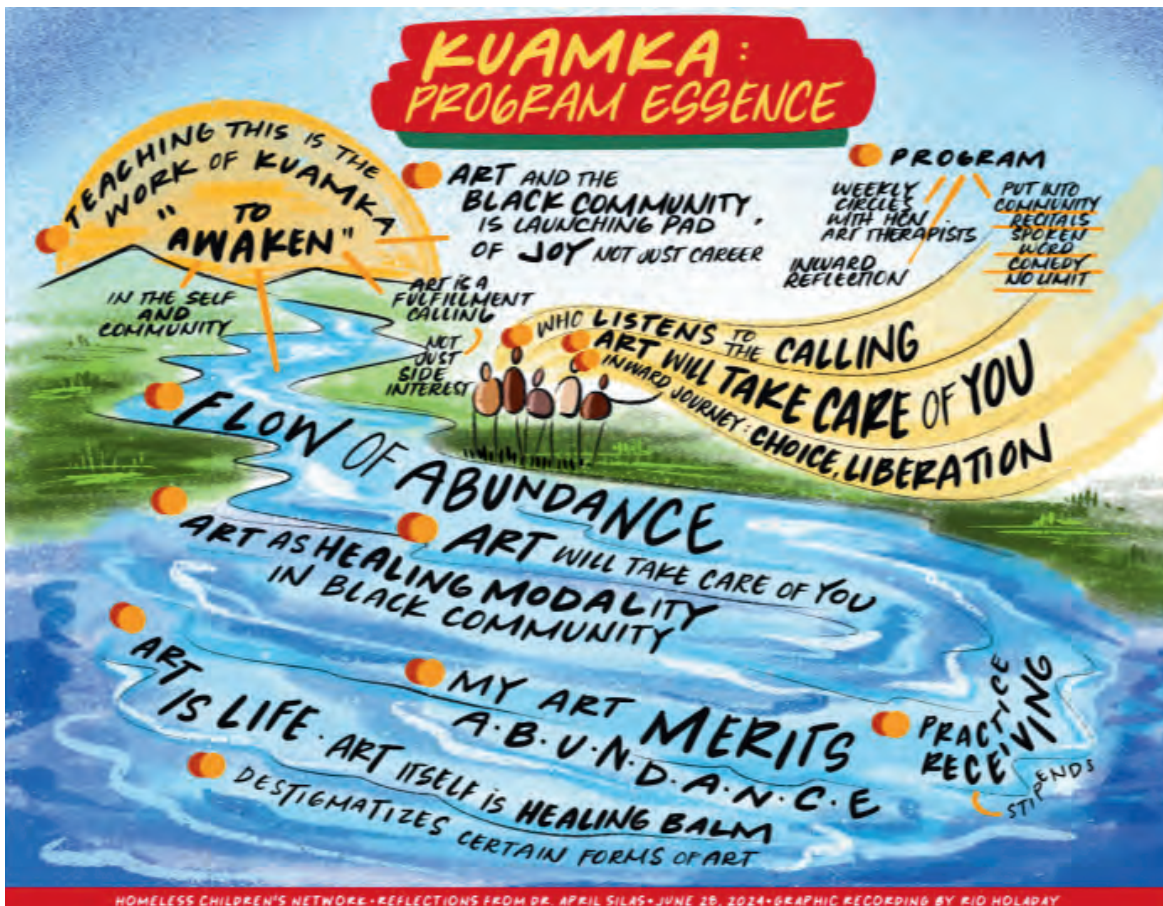 KUAMKA :
PROGRAM ESSENCE
TEACHING THIS IS THE
WORK OF KUAMKA
" TO
AWAKEN"
IN THE SELF
AND
COMMUNITY
ART IS A
FULFILLMENT
CALLING
NOT
JUST
SIDE
INTEREST
ART AND THE
BLACK COMMUNITY
IS LAUNCHING PAD
OF JOY NOT JUST CAREER
PROGRAM
WEEKLY
CIRCLES
WITH HCN
ART THERAPISTS
INWARD
REFLECTION
PUT INTO
COMMUNITY
RECITALS
SPOKEN
WORD
COMEDY
NO LIMIT
WHO LISTENS TO THE CALLING
ART WILL TAKE CARE OF YOU
INWARD JOURNEY: CHOICE, LIBERATION
FLOW OF ABUNDANCE
ART WILL TAKE CARE OF YOU
ART AS HEALING MODALITY
IN BLACK COMMUNITY
MY ART MERITS
A·B·U·N·D·A·N·C·E
PRACTICE
RECEIVING
STIPENDS
ART
IS LIFE · ART ITSELF IS HEALING BALM
DESTIGMATIZES CERTAIN FORMS OF ART
HOMELESS CHILDREN'S NETWORK • REFLECTIONS FROM DR. APRIL SILAS • JUNE 28, 2024 • GRAPHIC RECORDING BY RIO HOLADAY